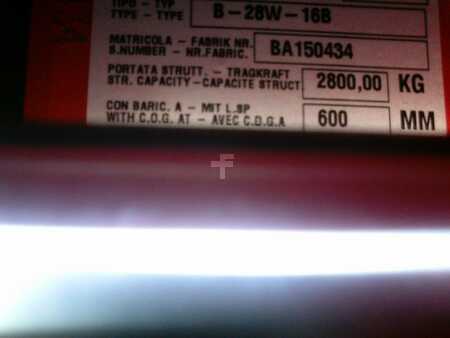 TIPO - TYP
TYPE - TYPE B-28W-16B
MATRICOLA - FABRIK NR.
S.NUMBER - NR.FABRIC. BA150434
PORTATA STRUTT. - TRAGKRAFT
STR. CAPACITY-CAPACITE STRUCT 2800,00 KG
CON BARIC. A - MIT L.SP
WITH C.O.G. AT - AVEC C.D.G.A 600 MM